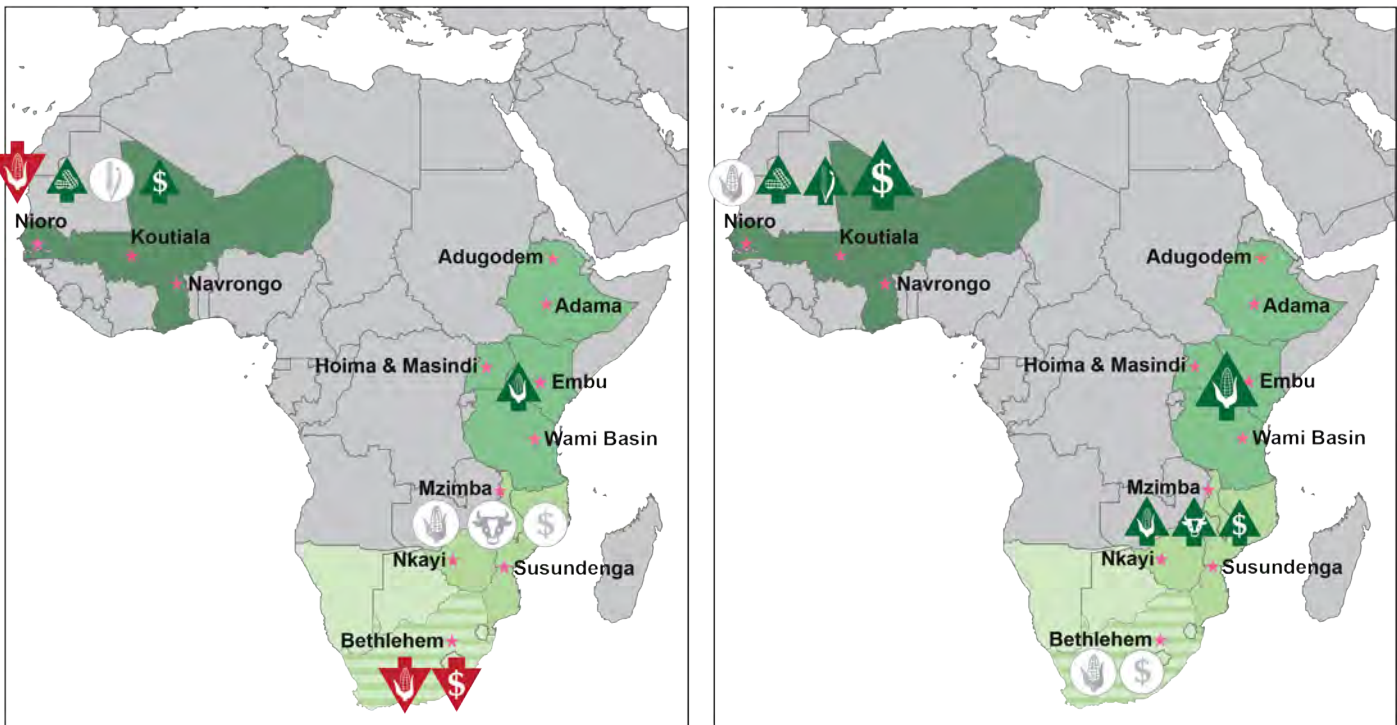 $
Nioro
Koutiala
Navrongo
Adugodem
Adama
Hoima & Masindi
Embu
Wami Basin
Mzimba
$
Nkayi
Susundenga
Bethlehem
$
$
Nioro
Koutiala
Navrongo
Adugodem
Adama
Hoima & Masindi
Embu
Wami Basin
Mzimba
$
Nkayi
Susundenga
Bethlehem
$